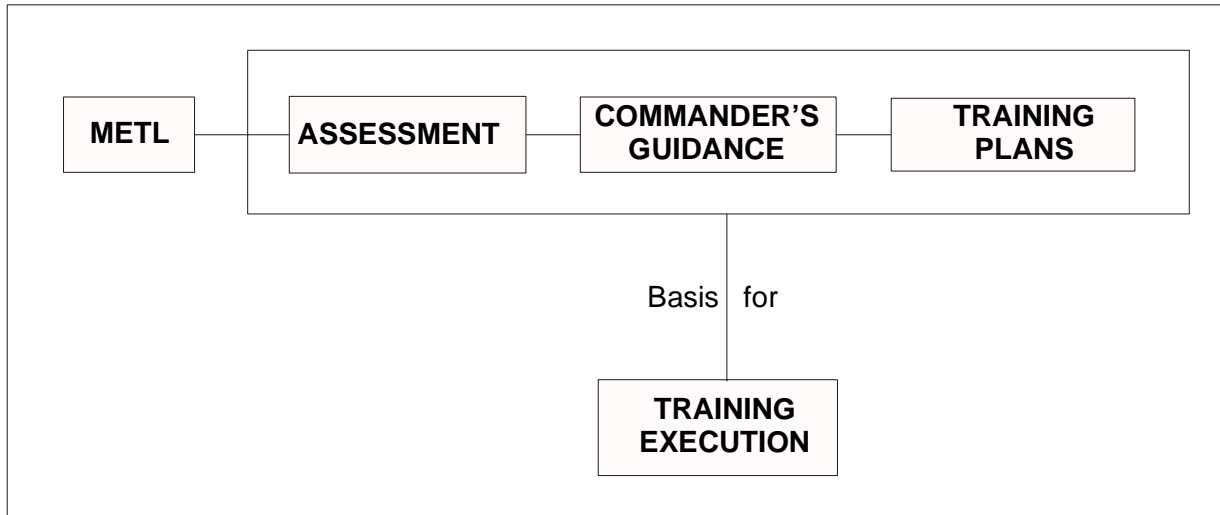 METL
ASSESSMENT
COMMANDER’S
GUIDANCE
TRAINING
PLANS
Basis for
TRAINING
EXECUTION